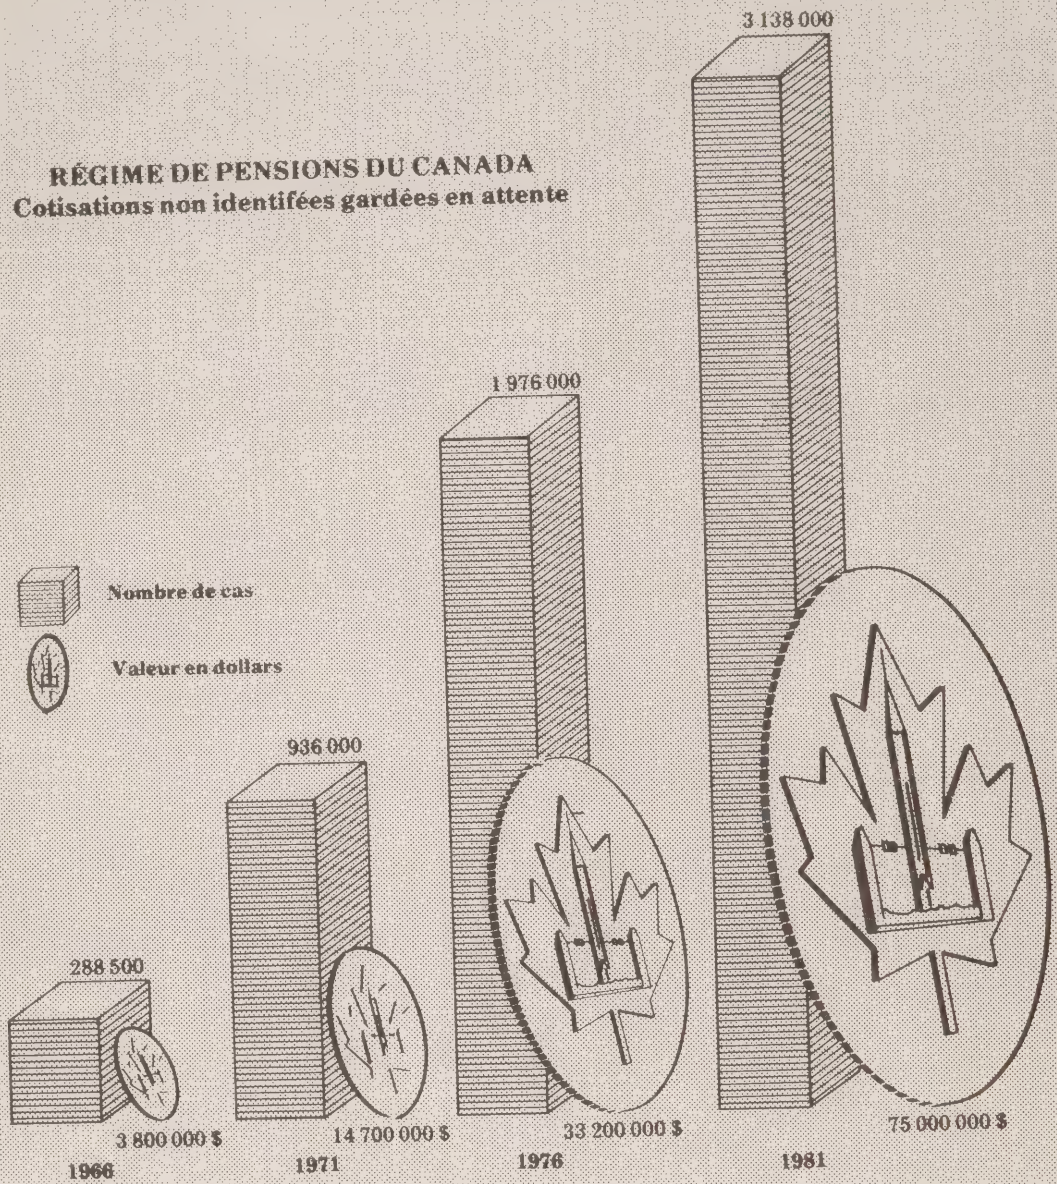 3 138 000
RÉGIME DE PENSIONS DU CANADA
Cotisations non identifées gardées en attente
1 976 000
Nombre de cas
Valeur en dollars
936 000
288 500
3 800 000 $
14 700 000 $
33 200 000 $
75 000 000 $
1966
1971
1976
1981